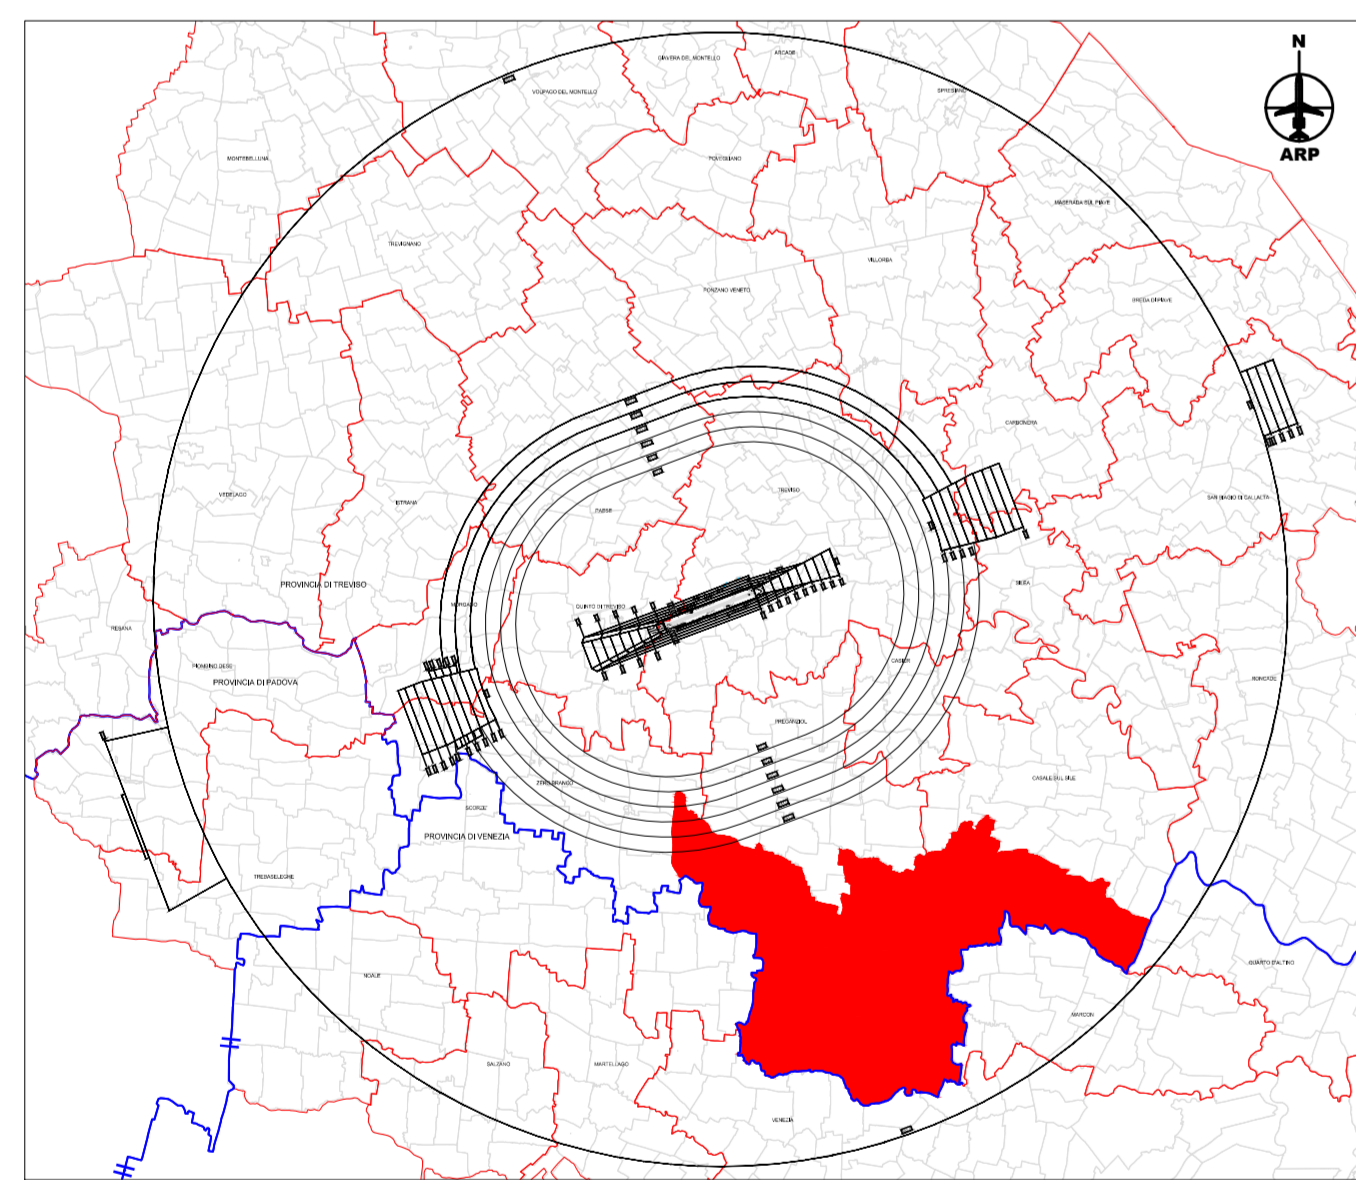 N
ARP
GIAVERA DEL MONTELLO
ARCADE
VOLPAGO DEL MONTELLO
SPRESIANO
MONTEBELLUNA
POVEGLIANO
MASERADA SUL PIAVE
TREVIGNANO
VILLORBA
PONZANO VENETO
BREDA DI PIAVE
CARBONERA
VEDELAGO
ISTRANA
TREVISO
SAN BIAGIO DI CALLALTA
PAESE
PROVINCIA DI TREVISO
SILEA
MORGANO
QUINTO DI TREVISO
RESANA
CASIER
PIOMBINO DESE
PROVINCIA DI PADOVA
RONCADE
PREGANZIOL
ZERO BRANCO
CASALE SUL SILE
SCORZE'
PROVINCIA DI VENEZIA
TREBASELEGHE
QUARTO D'ALTINO
NOALE
MARCON
SALZANO
MARTELLAGO
VENEZIA